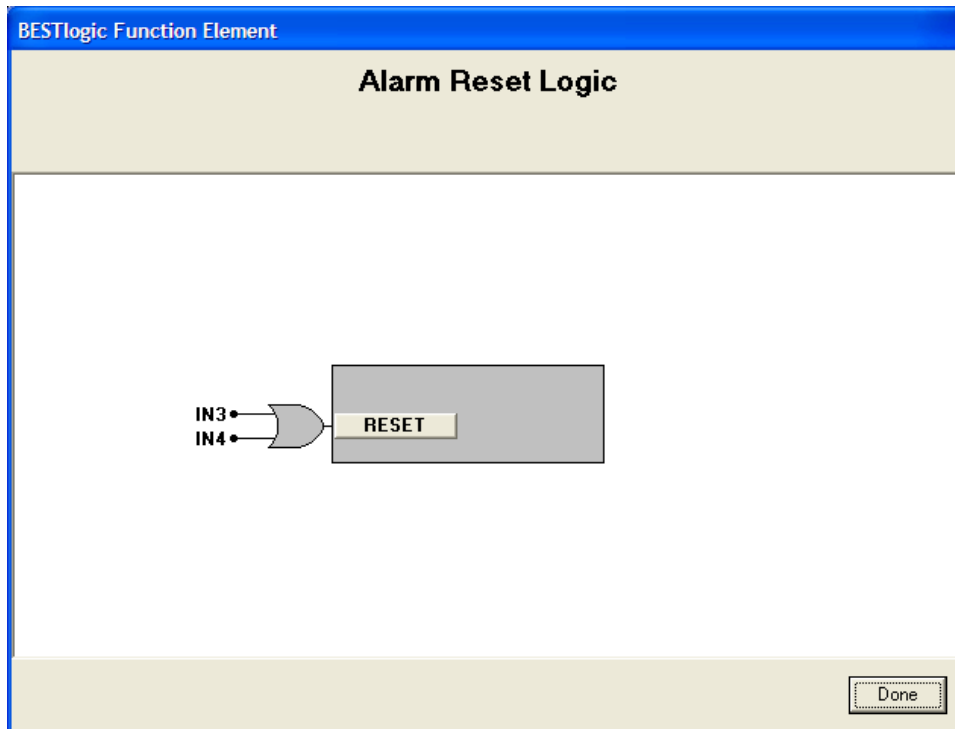 BESTlogic Function Element
Alarm Reset Logic
IN3
RESET
IN4
Done